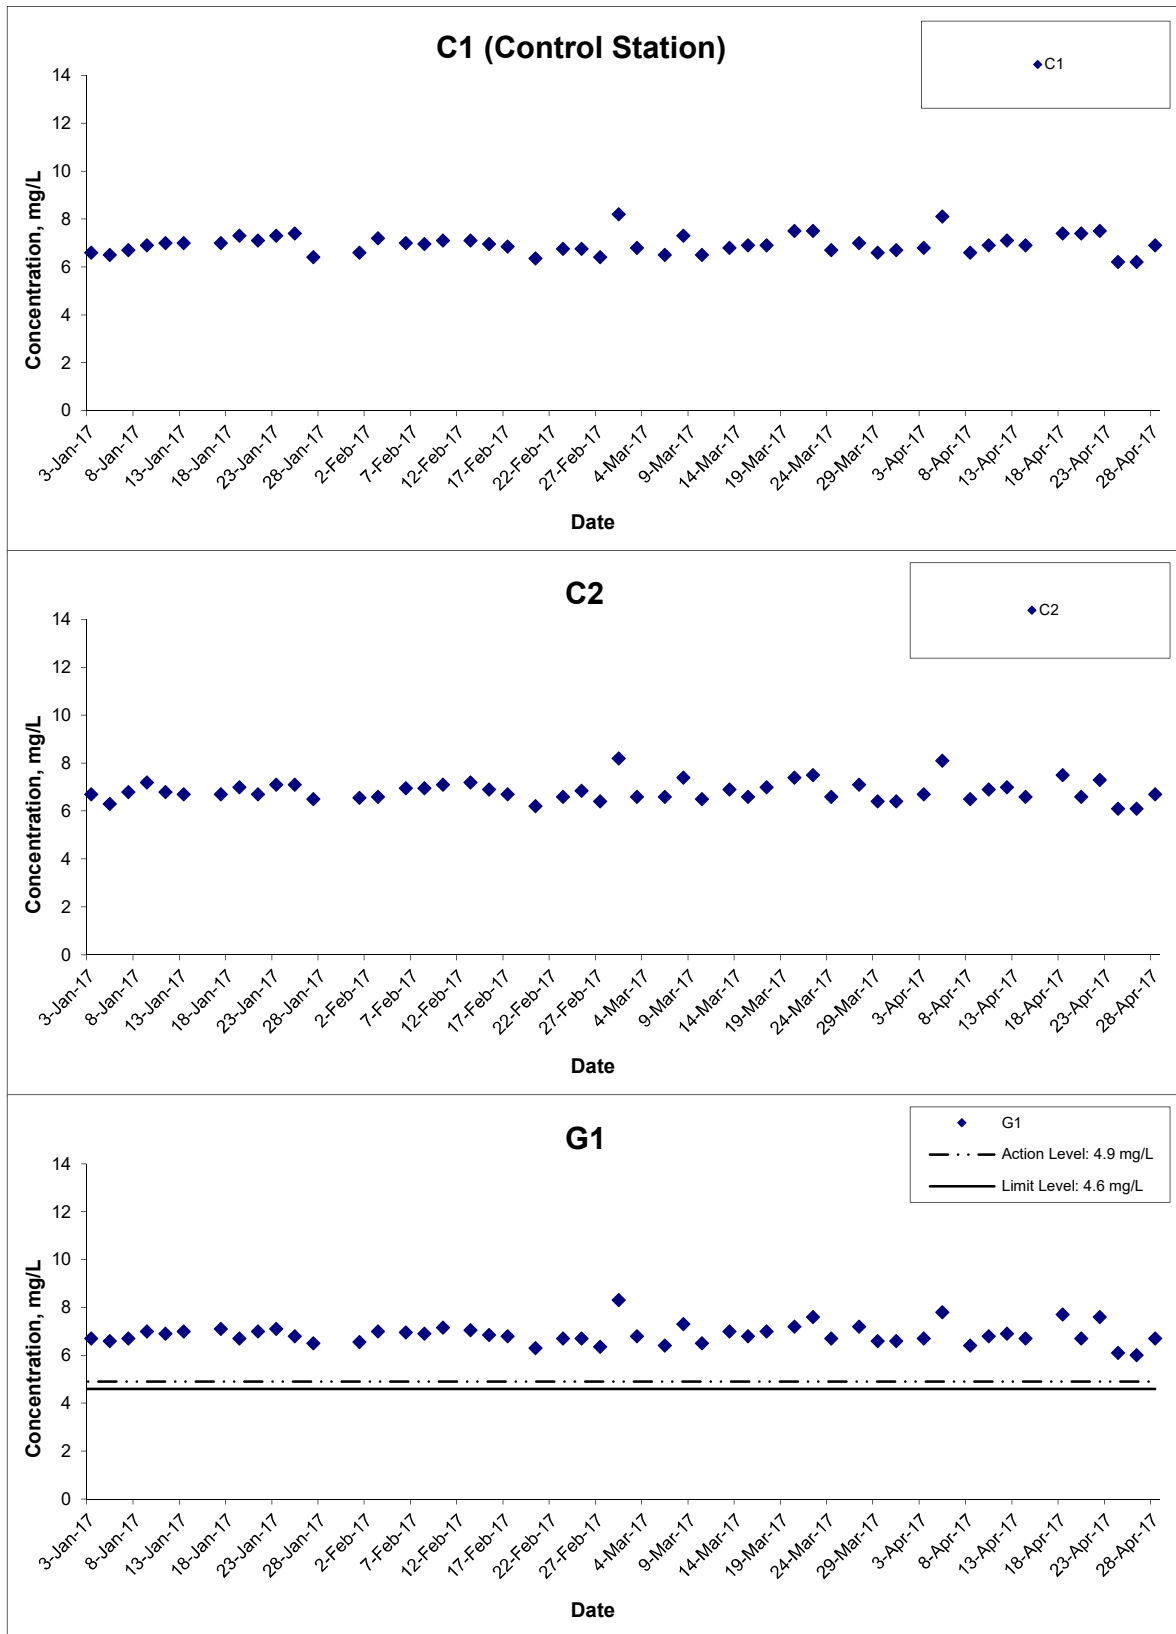 C1 (Control Station)
C1
Concentration, mg/L
14
12
10
8
6
4
2
0
3-Jan-17
8-Jan-17
13-Jan-17
18-Jan-17
23-Jan-17
28-Jan-17
2-Feb-17
7-Feb-17
12-Feb-17
17-Feb-17
22-Feb-17
27-Feb-17
4-Mar-17
9-Mar-17
14-Mar-17
19-Mar-17
24-Mar-17
29-Mar-17
3-Apr-17
8-Apr-17
13-Apr-17
18-Apr-17
23-Apr-17
28-Apr-17
Date
C2
C2
Concentration, mg/L
14
12
10
8
6
4
2
0
3-Jan-17
8-Jan-17
13-Jan-17
18-Jan-17
23-Jan-17
28-Jan-17
2-Feb-17
7-Feb-17
12-Feb-17
17-Feb-17
22-Feb-17
27-Feb-17
4-Mar-17
9-Mar-17
14-Mar-17
19-Mar-17
24-Mar-17
29-Mar-17
3-Apr-17
8-Apr-17
13-Apr-17
18-Apr-17
23-Apr-17
28-Apr-17
Date
G1
G1
Action Level: 4.9 mg/L
Limit Level: 4.6 mg/L
Concentration, mg/L
14
12
10
8
6
4
2
0
3-Jan-17
8-Jan-17
13-Jan-17
18-Jan-17
23-Jan-17
28-Jan-17
2-Feb-17
7-Feb-17
12-Feb-17
17-Feb-17
22-Feb-17
27-Feb-17
4-Mar-17
9-Mar-17
14-Mar-17
19-Mar-17
24-Mar-17
29-Mar-17
3-Apr-17
8-Apr-17
13-Apr-17
18-Apr-17
23-Apr-17
28-Apr-17
Date